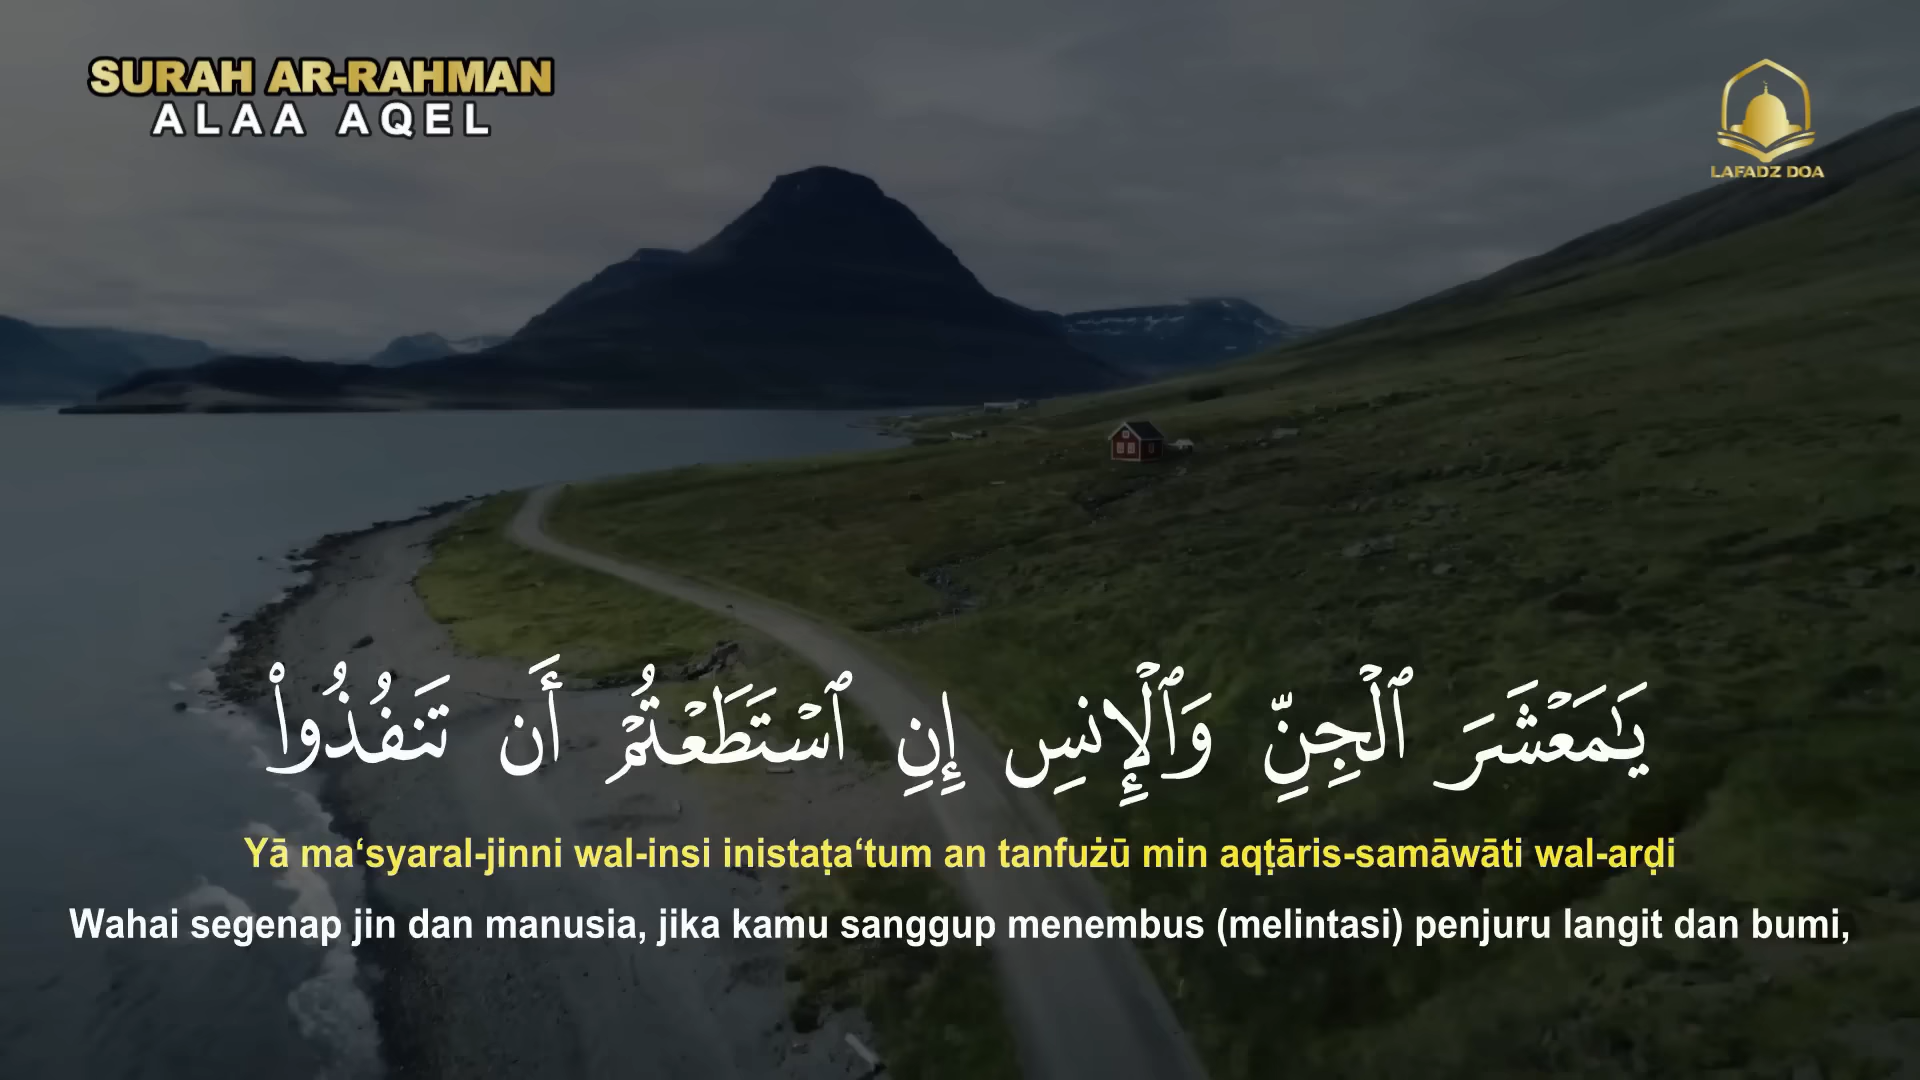 SURAH AR-RAHMAN
ALAA AQEL
LAFADZ DOA
يَـٰمَعْشَرَ ٱلْجِنِّ وَٱلْإِنسِ إِنِ ٱسْتَطَعْتُمْ أَن تَنفُذُوا۟
Yā ma‘syaral-jinni wal-insi inistaṭa‘tum an tanfużū min aqṭāris-samāwāti wal-arḍi
Wahai segenap jin dan manusia, jika kamu sanggup menembus (melintasi) penjuru langit dan bumi,